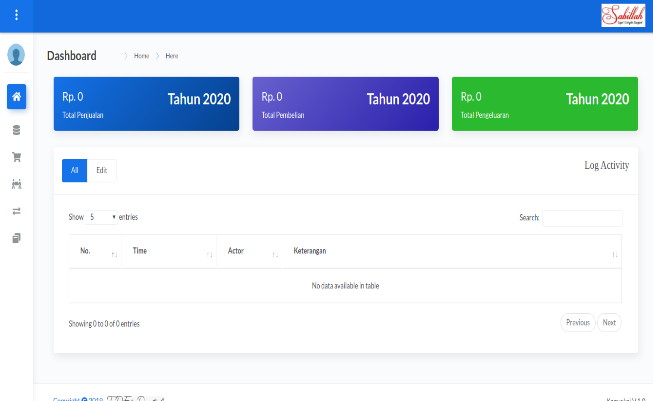 Sabillah
Dashboard
Home
Here
Rp. 0
Tahun 2020
Total Penjualan
Rp. 0
Tahun 2020
Total Pembelian
Rp. 0
Tahun 2020
Total Pengeluaran
All
Edit
Log Activity
Show 5 entries
Search:
No.
Time
Actor
Keterangan
No data available in table
Showing 0 to 0 of 0 entries
Previous
Next